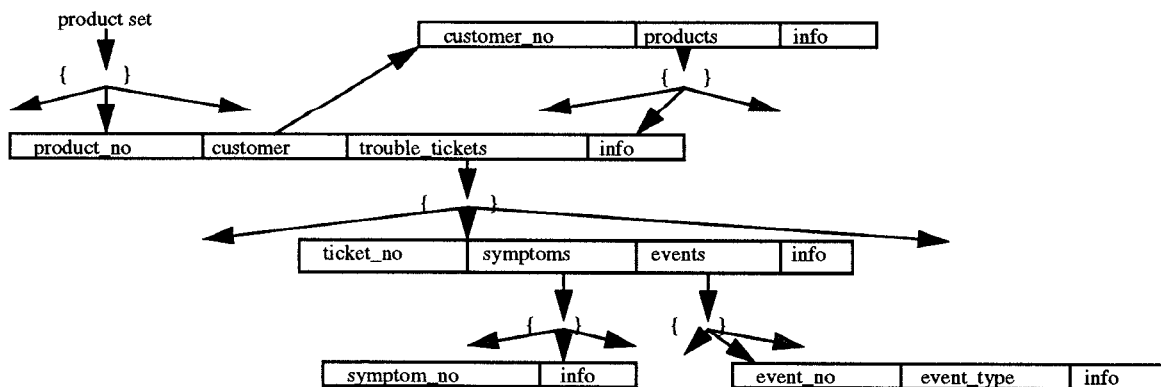 product set
customer_no products info
{ }
{ }
product_no customer trouble_tickets info
{ }
ticket_no symptoms events info
{ } { }
symptom_no info
event_no event_type info